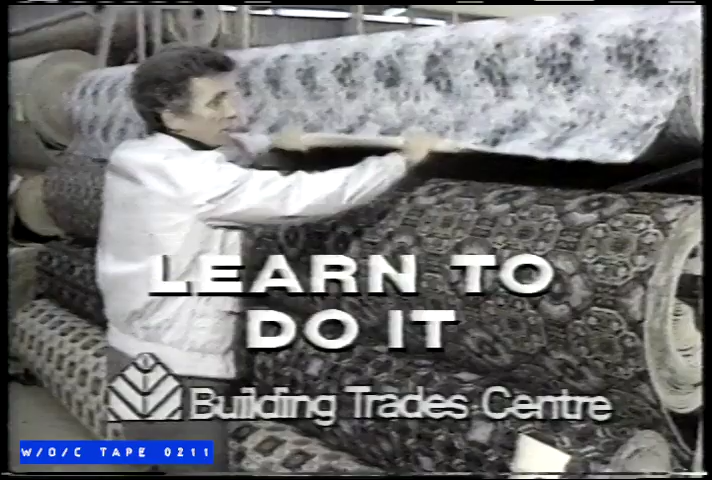 LEARN TO
DO IT
Building Trades Centre
W/O/C TAPE 0211